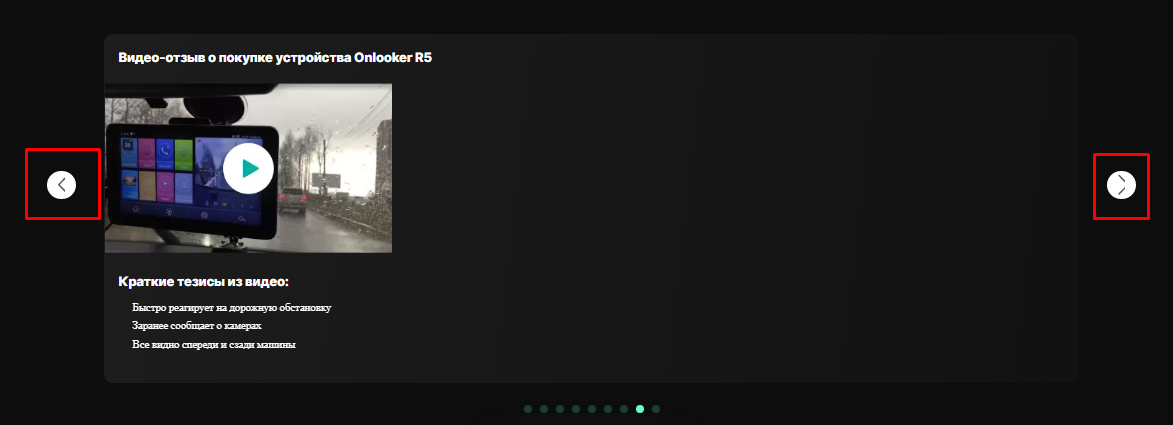 Видео-отзыв о покупке устройства Onlooker R5
Краткие тезисы из видео:
Быстро реагирует на дорожную обстановку
Заранее сообщает о камерах
Все видно спереди и сзади машины